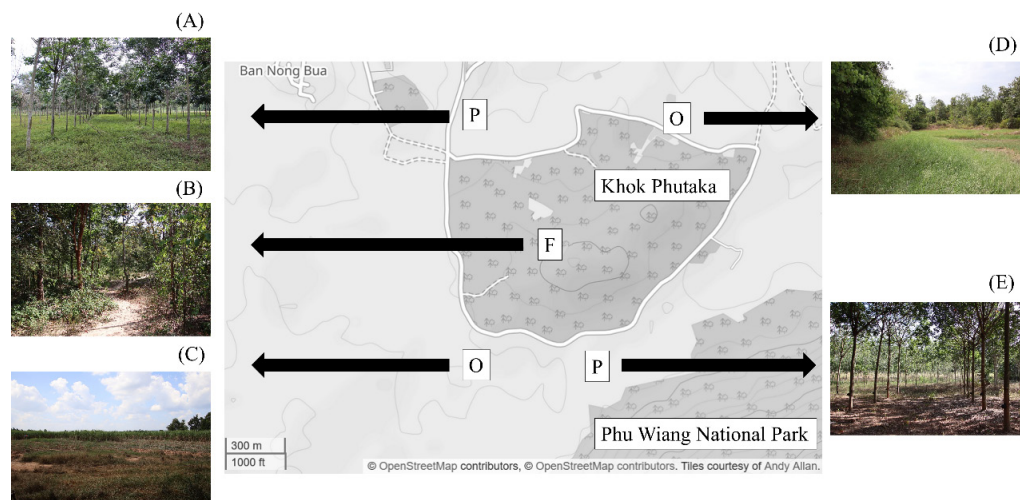 (A)
(B)
(C)
(D)
(E)
Ban Nong Bua
P
O
Khok Phutaka
F
O
P
Phu Wiang National Park
300 m
1000 ft
© OpenStreetMap contributors, © OpenStreetMap contributors. Tiles courtesy of Andy Allan.